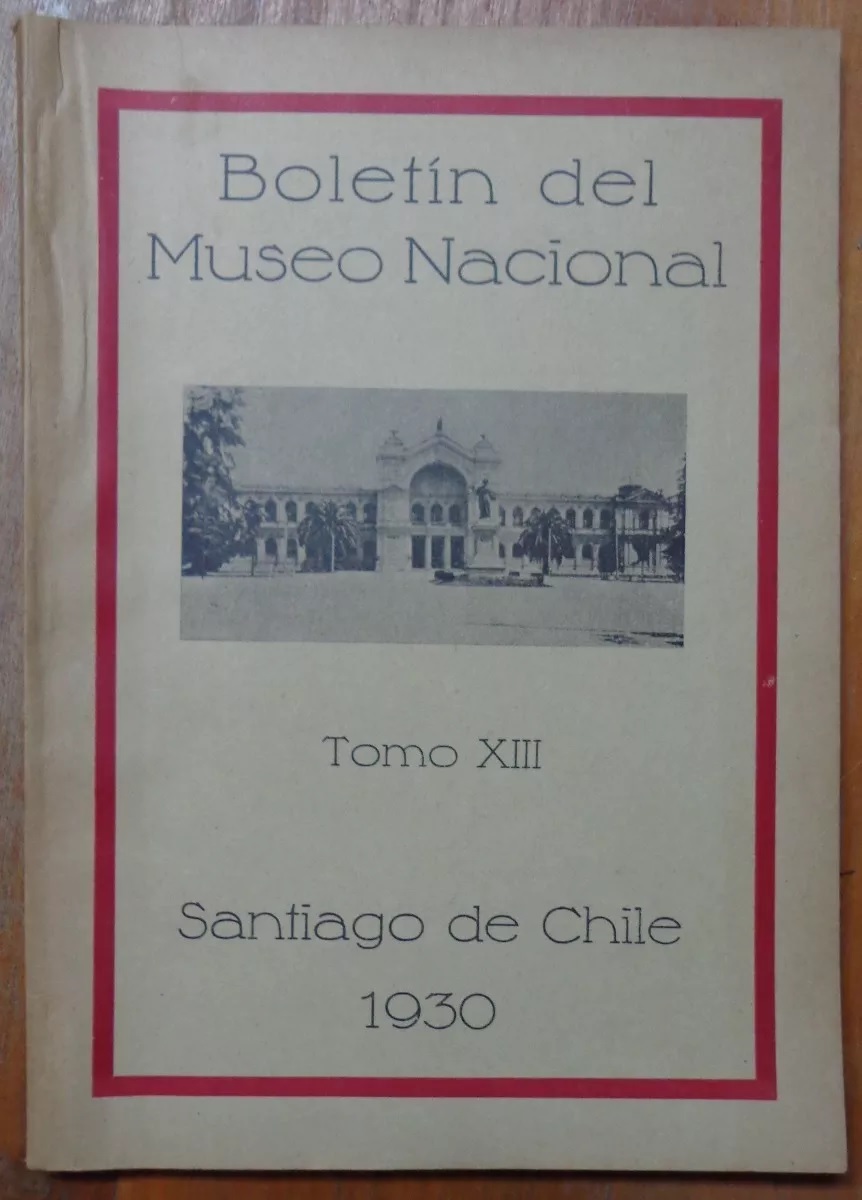 Boletín del
Museo Nacional
Tomo XIII
Santiago de Chile
1930